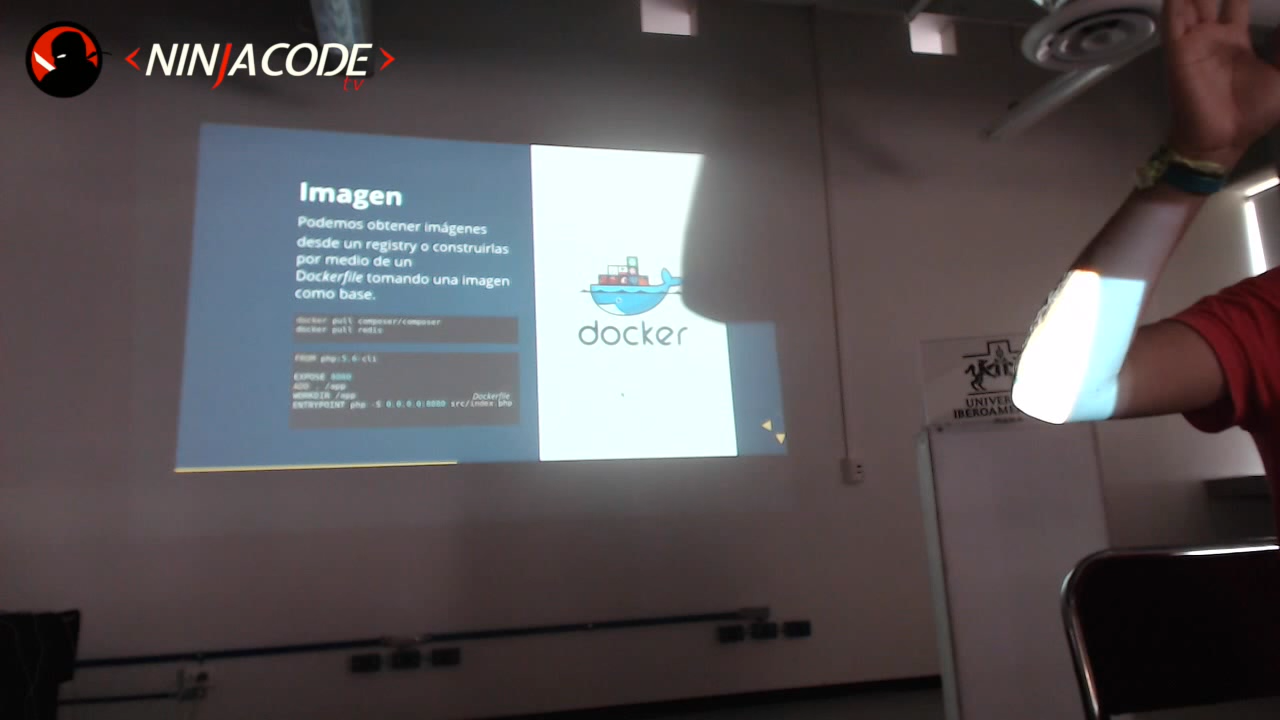 <NINJACODE>
tv
Imagen
Podemos obtener imágenes
desde un registry o construirlas
por medio de un
Dockerfile tomando una imagen
como base.
docker pull composer/composer
docker pull redis
FROM php:5.6-cli
EXPOSE 8080
ADD . /app
WORKDIR /app
Dockerfile
ENTRYPOINT php -S 0.0.0.0:8080 src/index.php
docker
UNIVER
IBEROAME